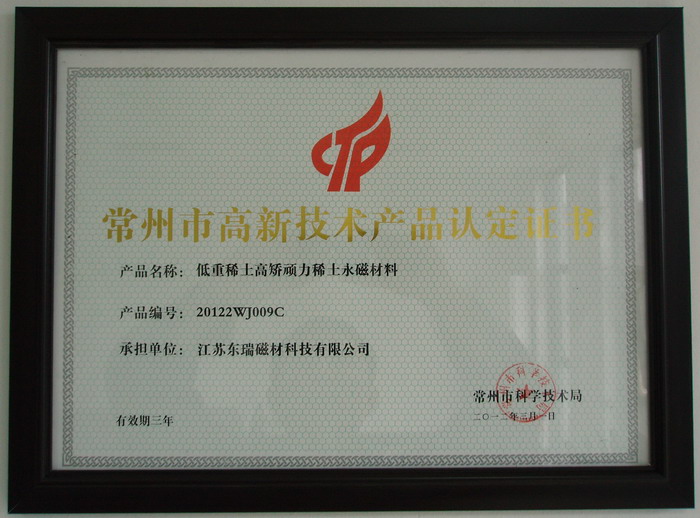 CTP
常州市高新技术产品认定证书
产品名称：低重稀土高矫顽力稀土永磁材料
产品编号：20122WJ009C
承担单位：江苏东瑞磁材科技有限公司
常州市科学技术局
有效期三年
二〇一二年三月一日